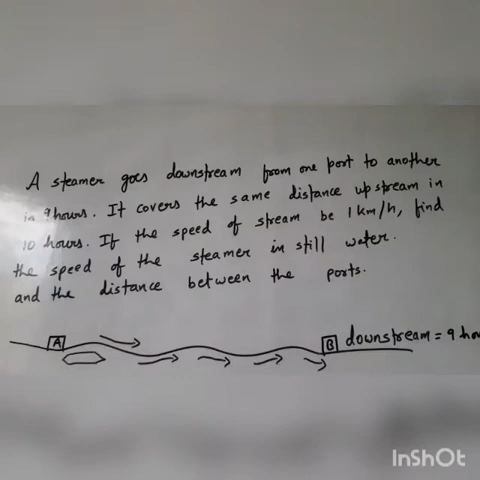 A steamer goes downstream from one port to another
in 9 hours. It covers the same distance upstream in
10 hours. If the speed of stream be 1 km/h, find
the speed of the steamer in still water.
and the distance between the ports.
A
B downstream = 9 hou
InShOt